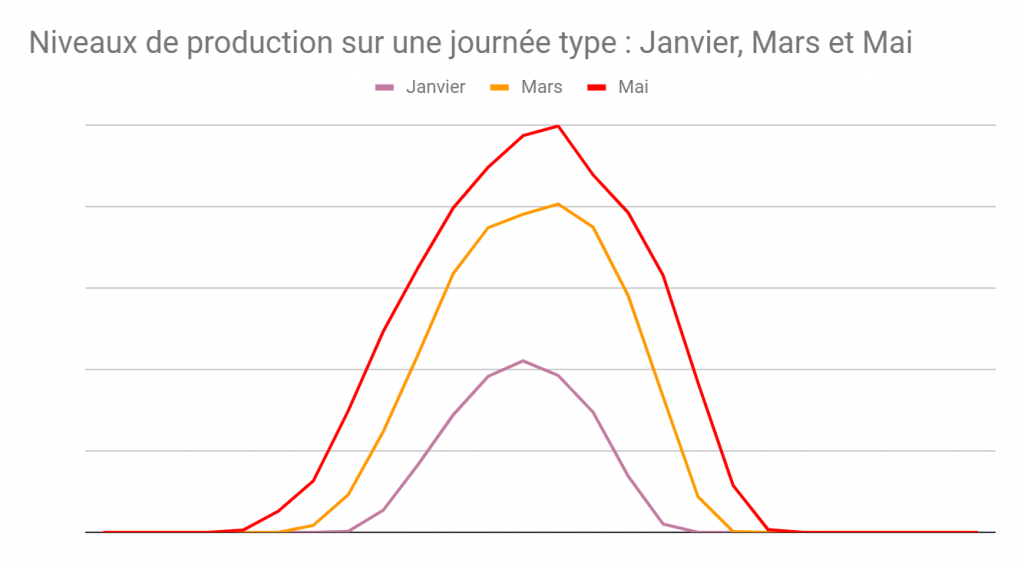 Niveaux de production sur une journée type : Janvier, Mars et Mai
Janvier Mars Mai